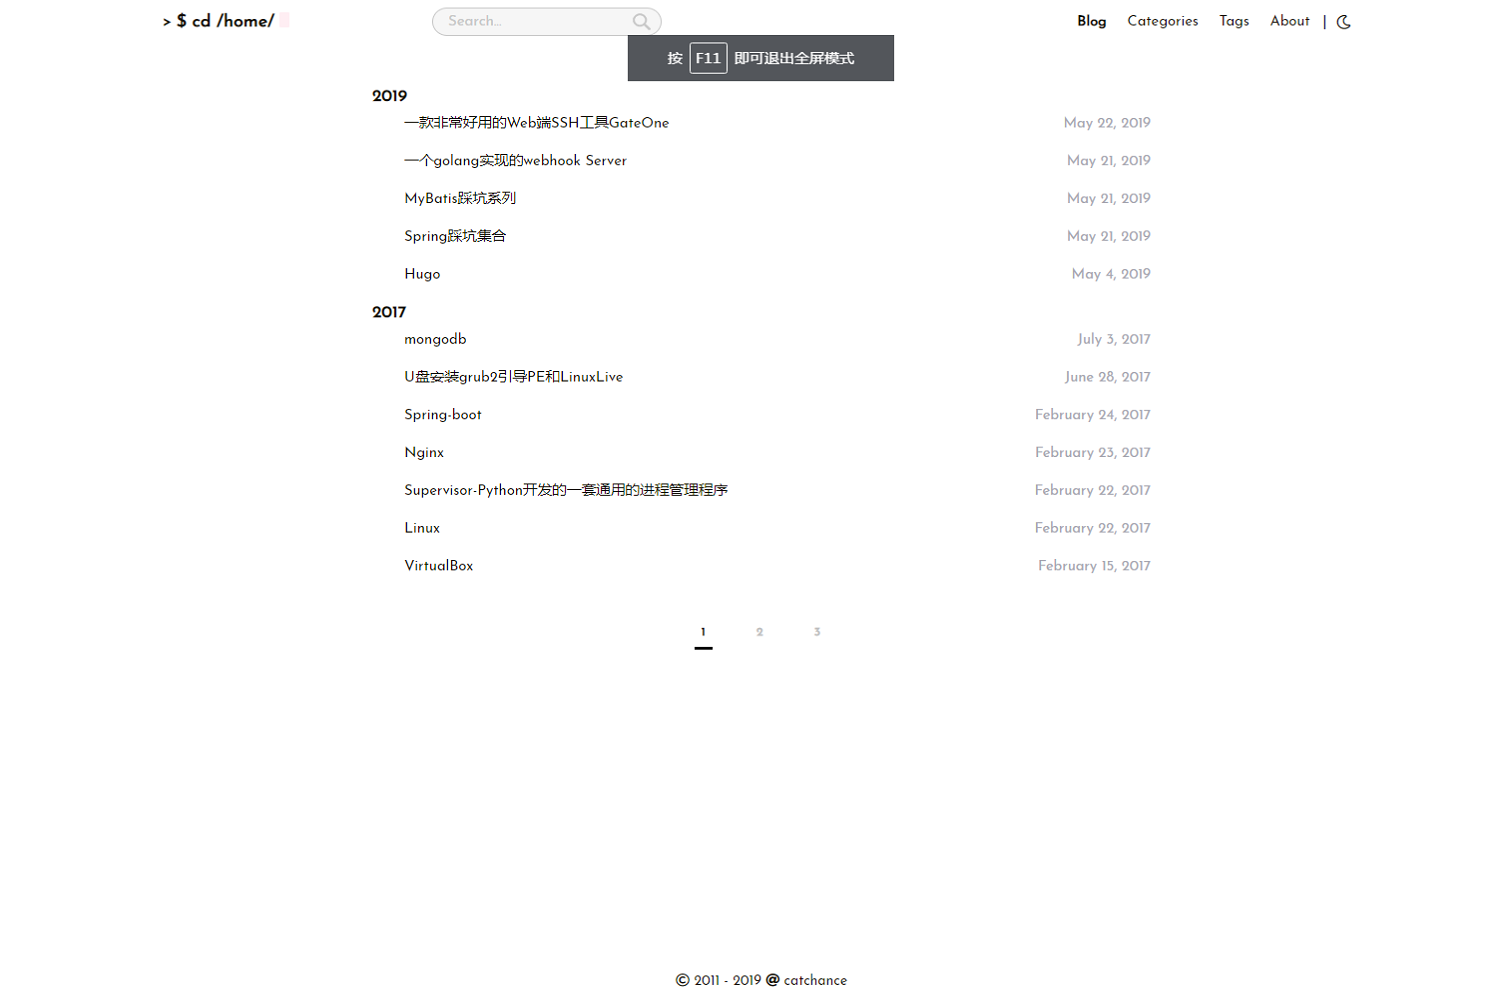 > $ cd /home/
Search...
Blog Categories Tags About |
按 F11 即可退出全屏模式
2019
一款非常好用的Web端SSH工具GateOne May 22, 2019
一个golang实现的webhook Server May 21, 2019
MyBatis踩坑系列 May 21, 2019
Spring踩坑集合 May 21, 2019
Hugo May 4, 2019
2017
mongodb July 3, 2017
U盘安装grub2引导PE和LinuxLive June 28, 2017
Spring-boot February 24, 2017
Nginx February 23, 2017
Supervisor-Python开发的一套通用的进程管理程序 February 22, 2017
Linux February 22, 2017
VirtualBox February 15, 2017
1 2 3
© 2011 - 2019 @ catchance